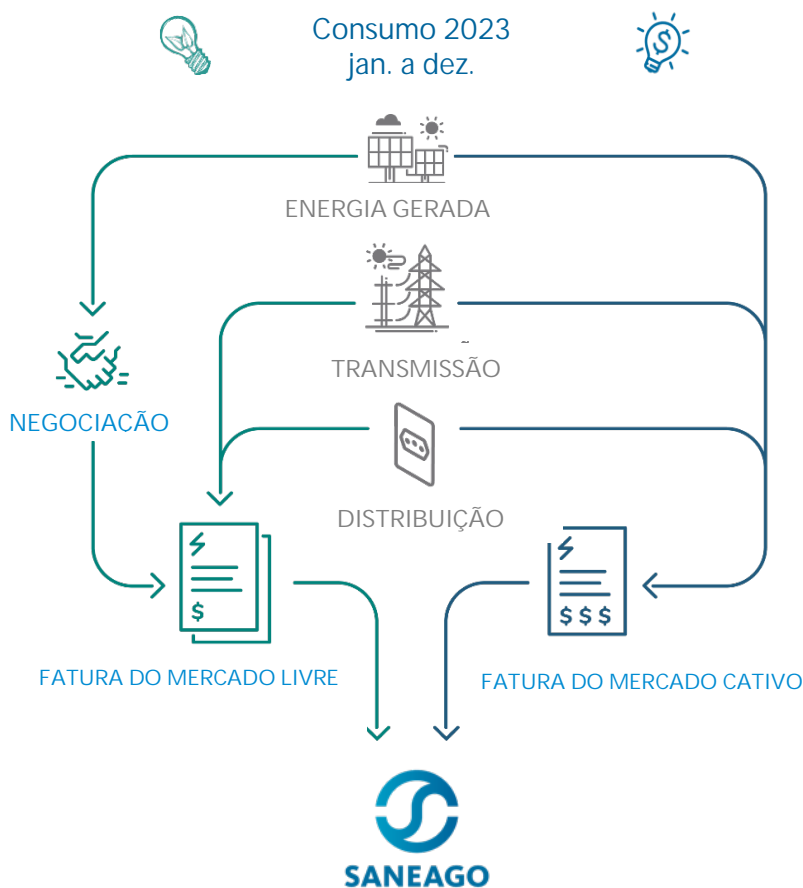 Consumo 2023
jan. a dez.
$
ENERGIA GERADA
TRANSMISSÃO
NEGOCIAÇÃO
DISTRIBUIÇÃO
$
$ $ $
FATURA DO MERCADO LIVRE
FATURA DO MERCADO CATIVO
SANEAGO